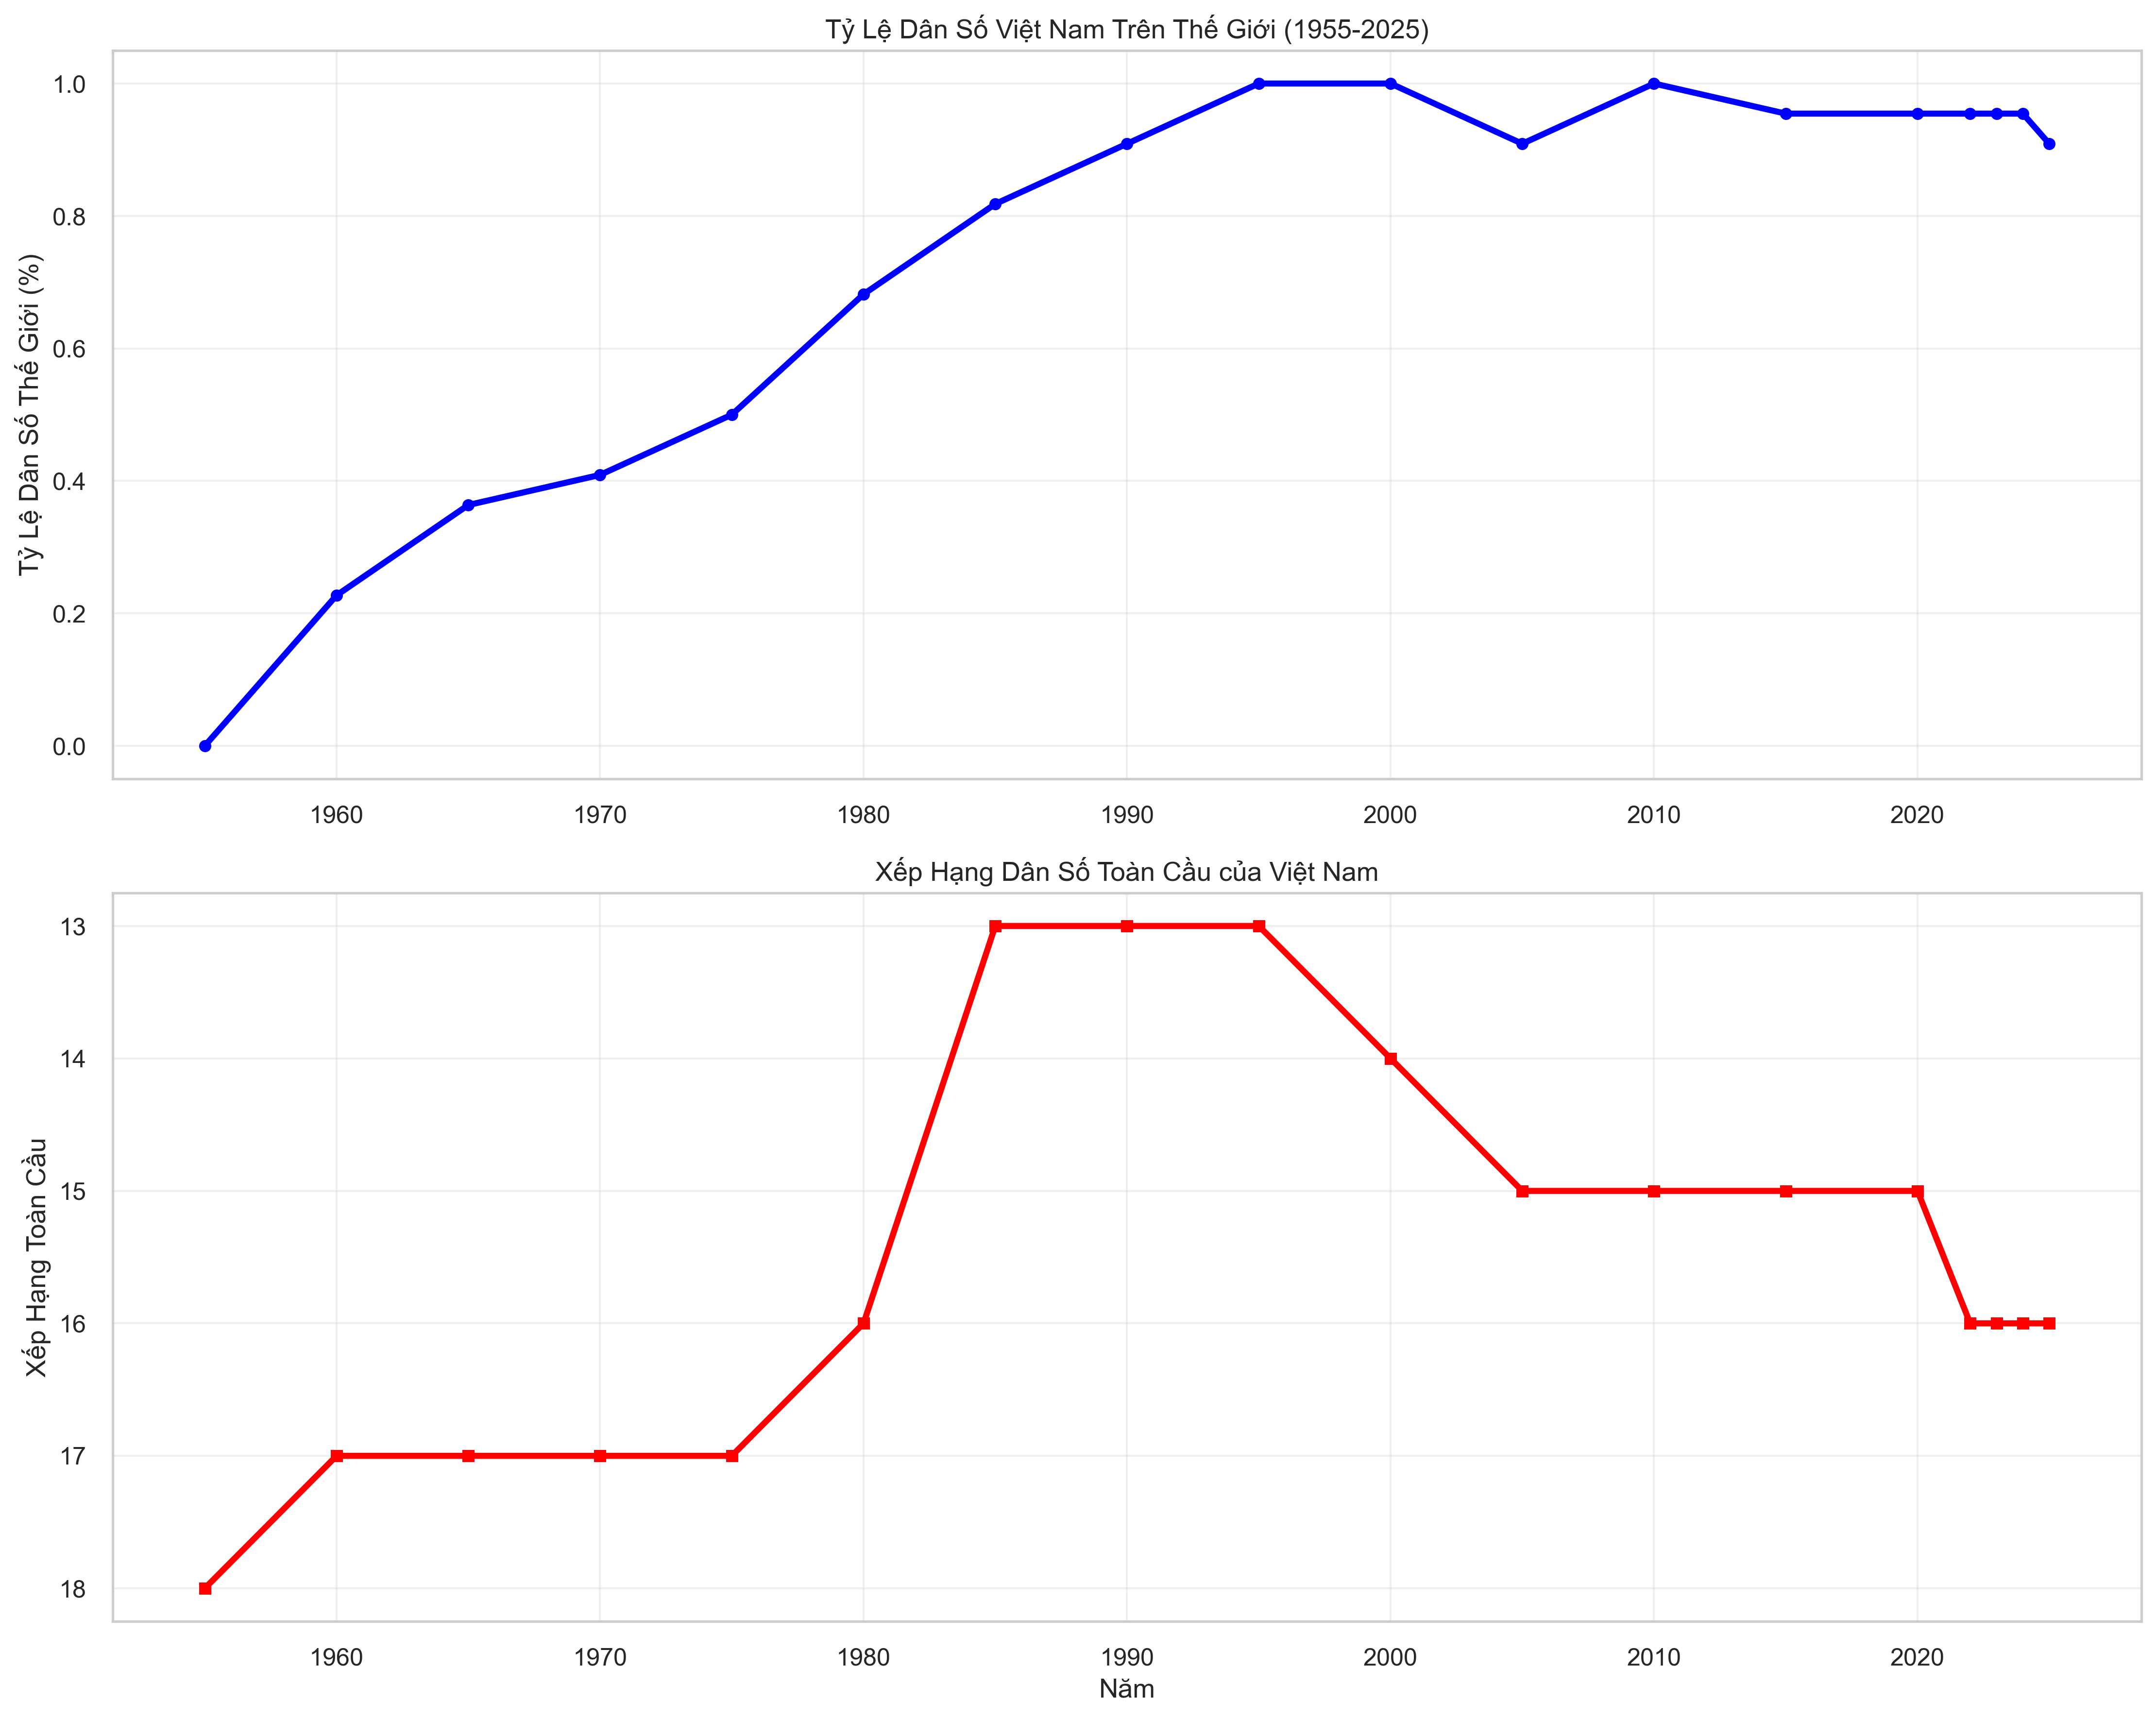 Tỷ Lệ Dân Số Việt Nam Trên Thế Giới (1955-2025)
Tỷ Lệ Dân Số Thế Giới (%)
1.0
0.8
0.6
0.4
0.2
0.0
1960 1970 1980 1990 2000 2010 2020
Xếp Hạng Dân Số Toàn Cầu của Việt Nam
Xếp Hạng Toàn Cầu
13
14
15
16
17
18
1960 1970 1980 1990 2000 2010 2020
Năm